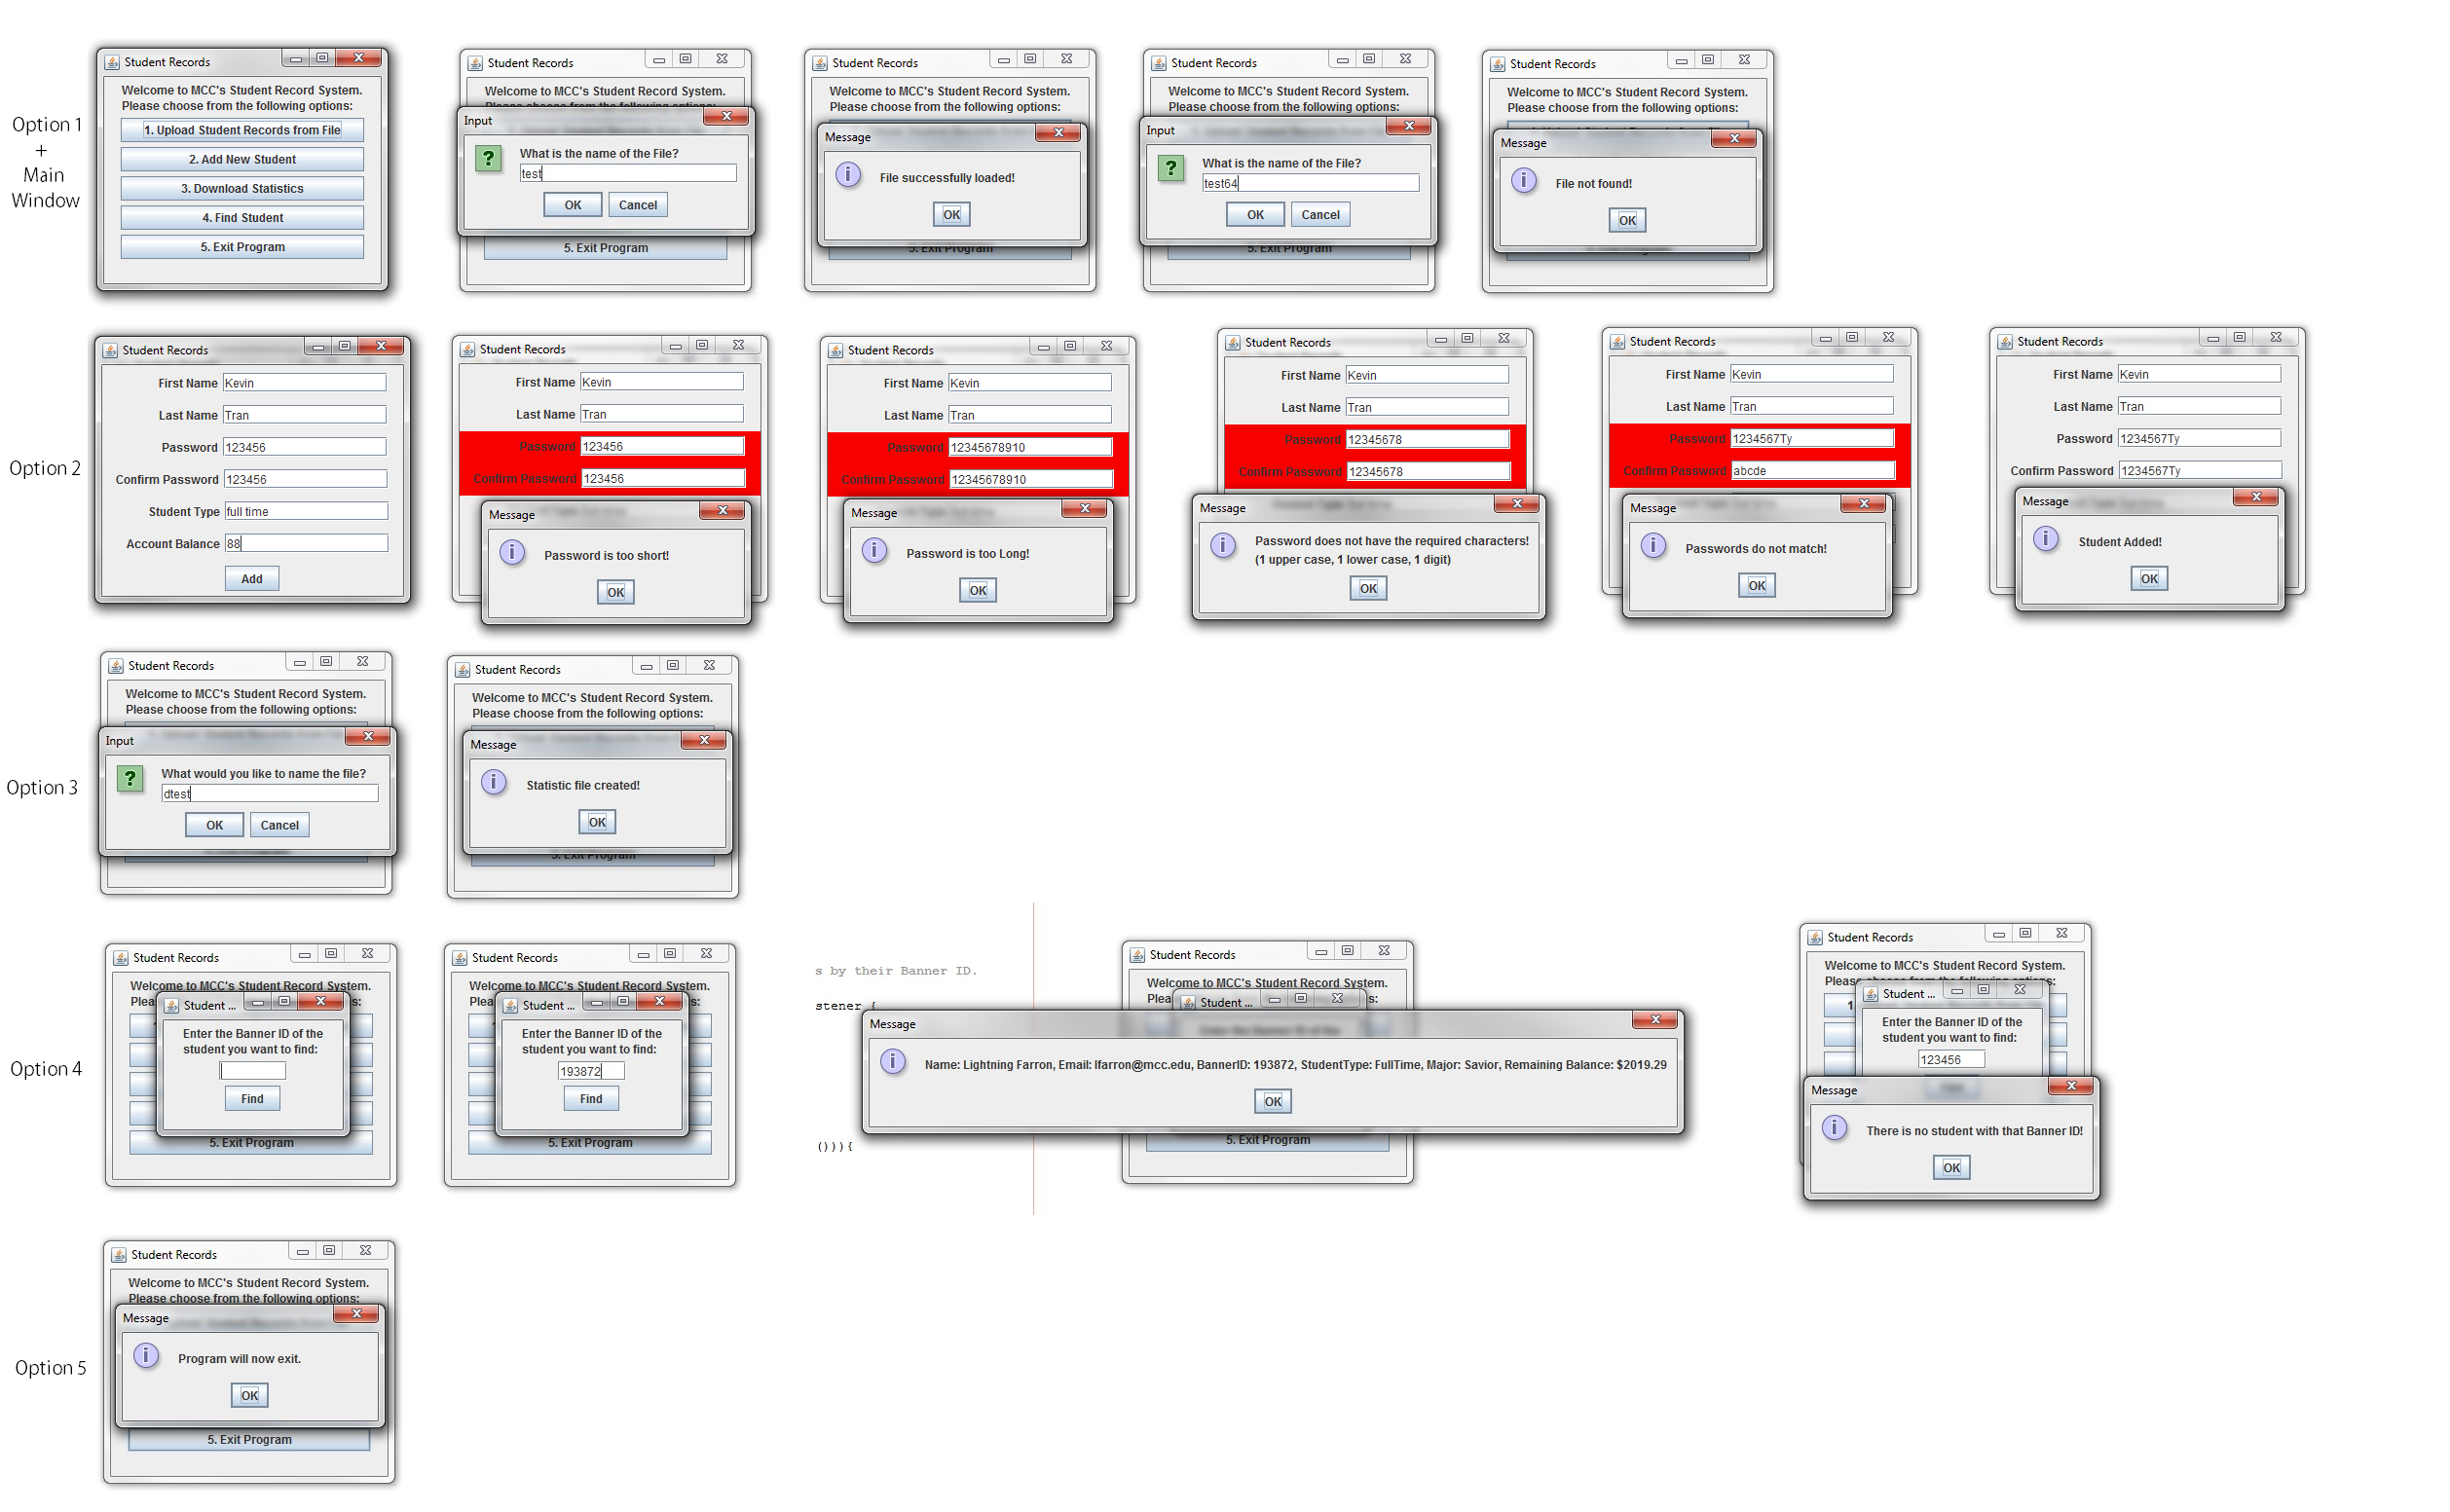 Option 1
+
Main
Window
Student Records
Welcome to MCC's Student Record System.
Please choose from the following options:
1. Upload Student Records from File
2. Add New Student
3. Download Statistics
4. Find Student
5. Exit Program
Student Records
Welcome to MCC's Student Record System.
Please choose from the following options:
Input
What is the name of the File?
test
OK Cancel
5. Exit Program
Student Records
Welcome to MCC's Student Record System.
Please choose from the following options:
Message
File successfully loaded!
OK
5. Exit Program
Student Records
Welcome to MCC's Student Record System.
Please choose from the following options:
Input
What is the name of the File?
test64
OK Cancel
5. Exit Program
Student Records
Welcome to MCC's Student Record System.
Please choose from the following options:
Message
File not found!
OK
Option 2
Student Records
First Name Kevin
Last Name Tran
Password 123456
Confirm Password 123456
Student Type full time
Account Balance 88
Add
Student Records
First Name Kevin
Last Name Tran
Password 123456
Confirm Password 123456
Message
Password is too short!
OK
Student Records
First Name Kevin
Last Name Tran
Password 12345678910
Confirm Password 12345678910
Message
Password is too Long!
OK
Student Records
First Name Kevin
Last Name Tran
Password 12345678
Confirm Password 12345678
Message
Password does not have the required characters!
(1 upper case, 1 lower case, 1 digit)
OK
Student Records
First Name Kevin
Last Name Tran
Password 1234567Ty
Confirm Password abcde
Message
Passwords do not match!
OK
Student Records
First Name Kevin
Last Name Tran
Password 1234567Ty
Confirm Password 1234567Ty
Message
Student Added!
OK
Option 3
Student Records
Welcome to MCC's Student Record System.
Please choose from the following options:
Input
What would you like to name the file?
dtest
OK Cancel
Student Records
Welcome to MCC's Student Record System.
Please choose from the following options:
Message
Statistic file created!
OK
5. Exit Program
Option 4
Student Records
Welcome to MCC's Student Record System.
Plea s:
Student ...
Enter the Banner ID of the
student you want to find:
Find
5. Exit Program
Student Records
Welcome to MCC's Student Record System.
Plea s:
Student ...
Enter the Banner ID of the
student you want to find:
193872
Find
5. Exit Program
s by their Banner ID.
stener {
())){
Student Records
Welcome to MCC's Student Record System.
Plea s:
Student ...
Message
Name: Lightning Farron, Email: lfarron@mcc.edu, BannerID: 193872, StudentType: FullTime, Major: Savior, Remaining Balance: $2019.29
OK
5. Exit Program
Student Records
Welcome to MCC's Student Record System.
Please choose from the following options:
1
Student ...
Enter the Banner ID of the
student you want to find:
123456
Message
There is no student with that Banner ID!
OK
Option 5
Student Records
Welcome to MCC's Student Record System.
Please choose from the following options:
Message
Program will now exit.
OK
5. Exit Program